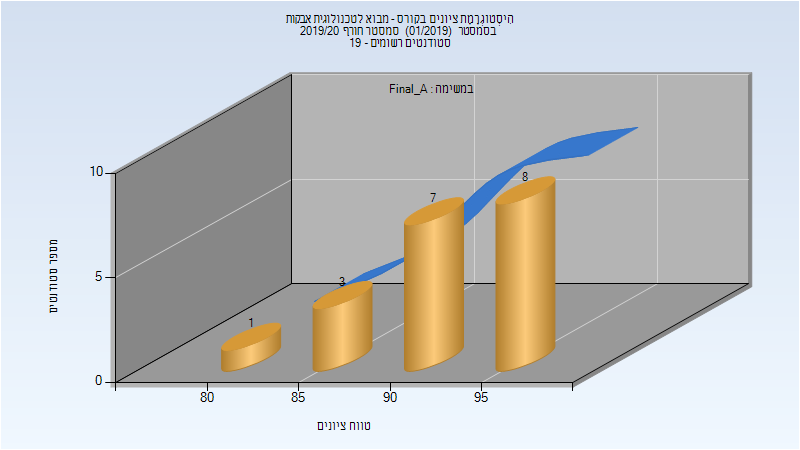 היסטוגרמת ציונים בקורס - מבוא לטכנולוגית אבקות
בסמסטר (01/2019) סמסטר חורף 2019/20
סטודנטים רשומים - 19
במשימה : Final_A
10
5
0
מספר סטודנטים
1
3
7
8
80
85
90
95
טווח ציונים